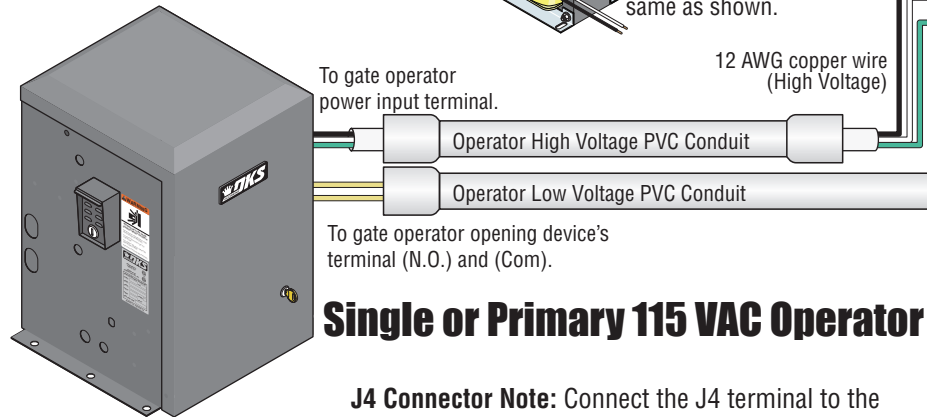 same as shown.
12 AWG copper wire
(High Voltage)
To gate operator
power input terminal.
Operator High Voltage PVC Conduit
DKS
Operator Low Voltage PVC Conduit
To gate operator opening device's
terminal (N.O.) and (Com).
Single or Primary 115 VAC Operator
J4 Connector Note: Connect the J4 terminal to the